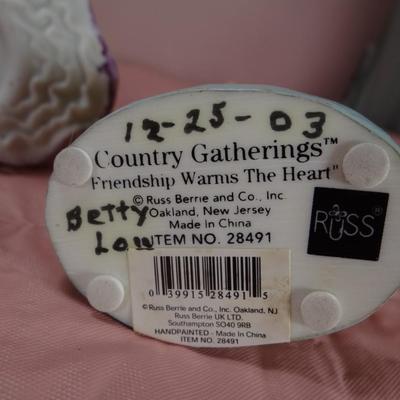 12-25-03
Country Gatherings™
"Friendship Warms The Heart"
© Russ Berrie and Co., Inc.
Oakland, New Jersey
Made In China
ITEM NO. 28491
Betty
Low
RUSS®
0 39915 28491 5
© Russ Berrie and Co., Inc. Oakland, NJ
Russ Berrie UK LTD.
Southampton SO40 9RB
HANDPAINTED - Made In China
ITEM NO. 28491